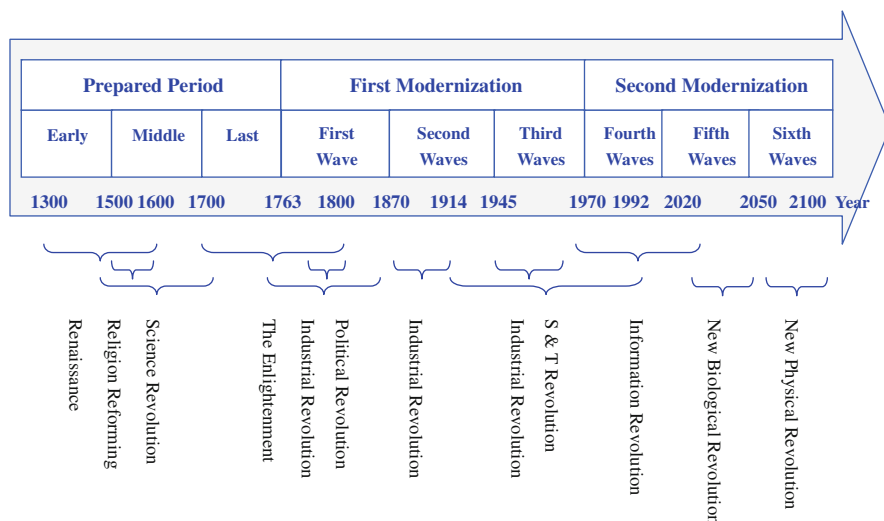 Prepared Period
First Modernization
Second Modernization
Early
Middle
Last
First
Wave
Second
Waves
Third
Waves
Fourth
Waves
Fifth
Waves
Sixth
Waves
1300 1500 1600 1700 1763 1800 1870 1914 1945 1970 1992 2020 2050 2100 Year
Renaissance
Religion Reforming
Science Revolution
The Enlightenment
Industrial Revolution
Political Revolution
Industrial Revolution
Industrial Revolution
S & T Revolution
Information Revolution
New Biological Revolution
New Physical Revolution